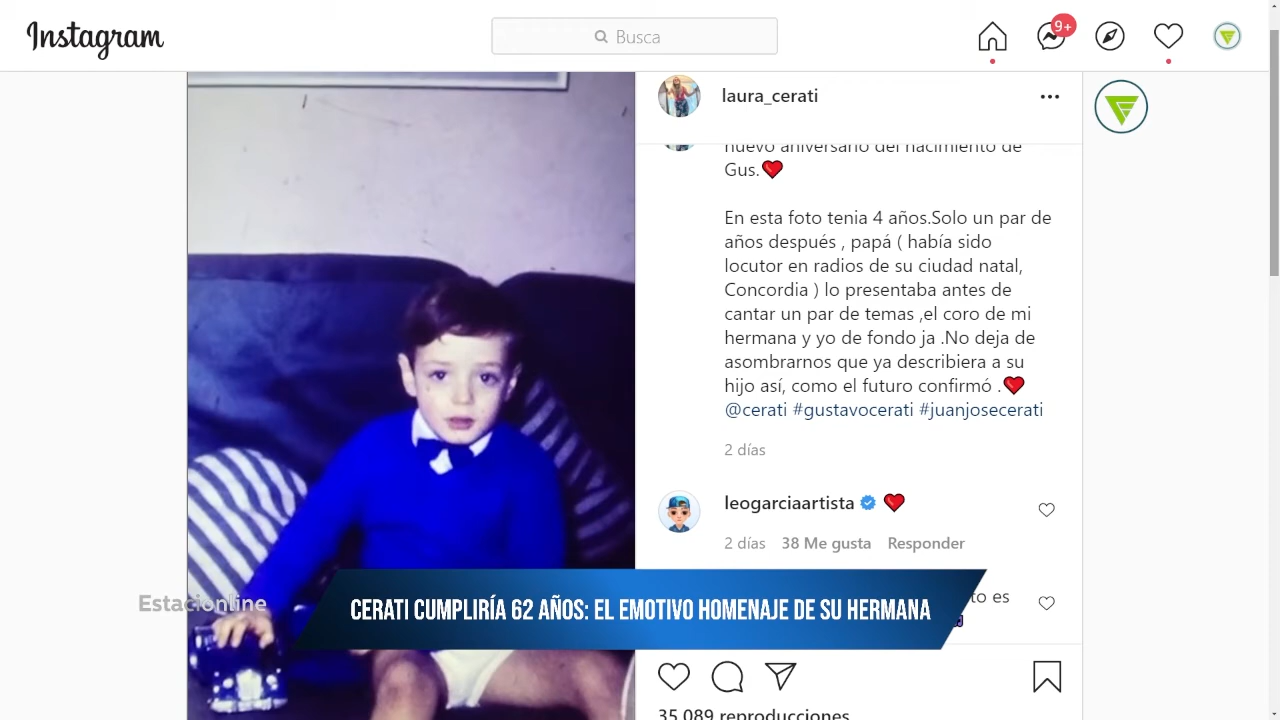 Instagram
Busca
9+
laura_cerati
nuevo aniversario del nacimiento de
Gus.❤️
En esta foto tenia 4 años.Solo un par de
años después , papá ( había sido
locutor en radios de su ciudad natal,
Concordia ) lo presentaba antes de
cantar un par de temas ,el coro de mi
hermana y yo de fondo ja .No deja de
asombrarnos que ya describiera a su
hijo así, como el futuro confirmó .❤️
@cerati #gustavocerati #juanjosecerati
2 días
leogarciaartista ❤️
2 días 38 Me gusta Responder
to es
Estacionline
CERATI CUMPLIRÍA 62 AÑOS: EL EMOTIVO HOMENAJE DE SU HERMANA
35.089 reproducciones